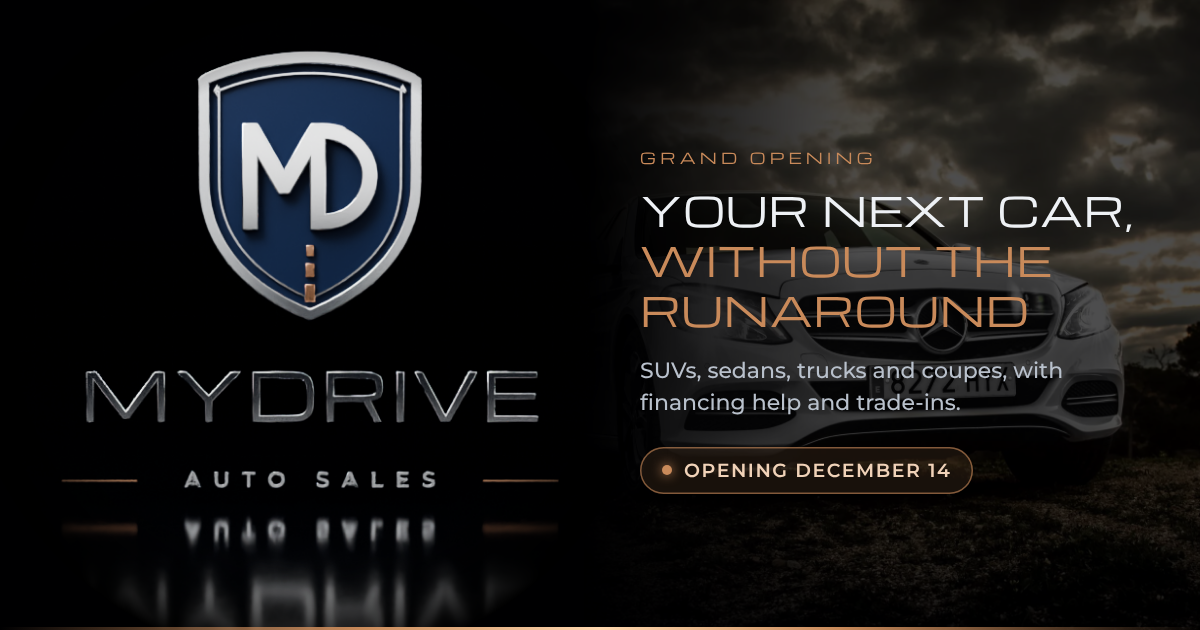 MD
MYDRIVE
AUTO SALES
GRAND OPENING
YOUR NEXT CAR,
WITHOUT THE
RUNAROUND
SUVs, sedans, trucks and coupes, with
financing help and trade-ins.
OPENING DECEMBER 14